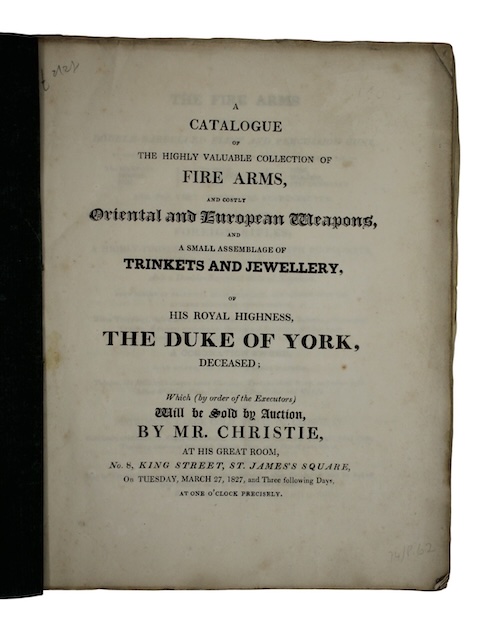 A
CATALOGUE
OF
THE HIGHLY VALUABLE COLLECTION OF
FIRE ARMS,
AND COSTLY
Oriental and European Weapons,
AND
A SMALL ASSEMBLAGE OF
TRINKETS AND JEWELLERY,
OF
HIS ROYAL HIGHNESS,
THE DUKE OF YORK,
DECEASED;
Which (by order of the Executors)
Will be Sold by Auction,
BY MR. CHRISTIE,
AT HIS GREAT ROOM,
No. 8, KING STREET, ST. JAMES'S SQUARE,
On TUESDAY, MARCH 27, 1827, and Three following Days,
AT ONE O'CLOCK PRECISELY.